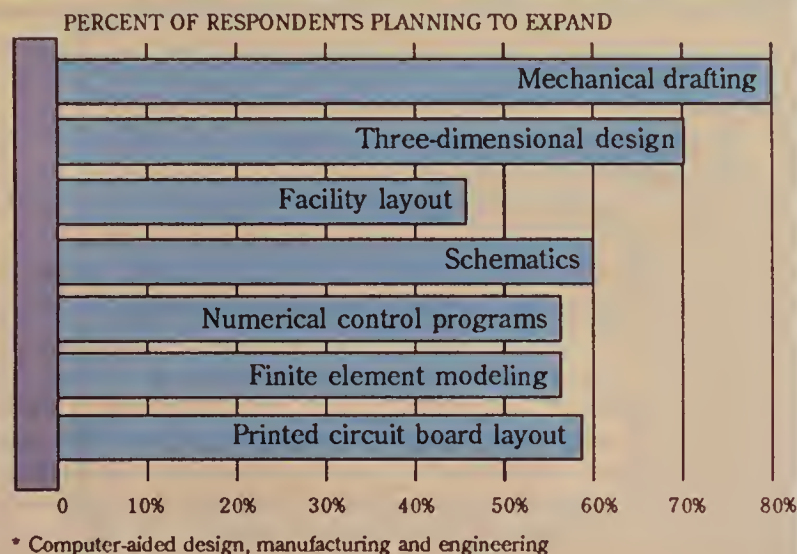 PERCENT OF RESPONDENTS PLANNING TO EXPAND
Mechanical drafting
Three-dimensional design
Facility layout
Schematics
Numerical control programs
Finite element modeling
Printed circuit board layout
0 10% 20% 30% 40% 50% 60% 70% 80%
* Computer-aided design, manufacturing and engineering